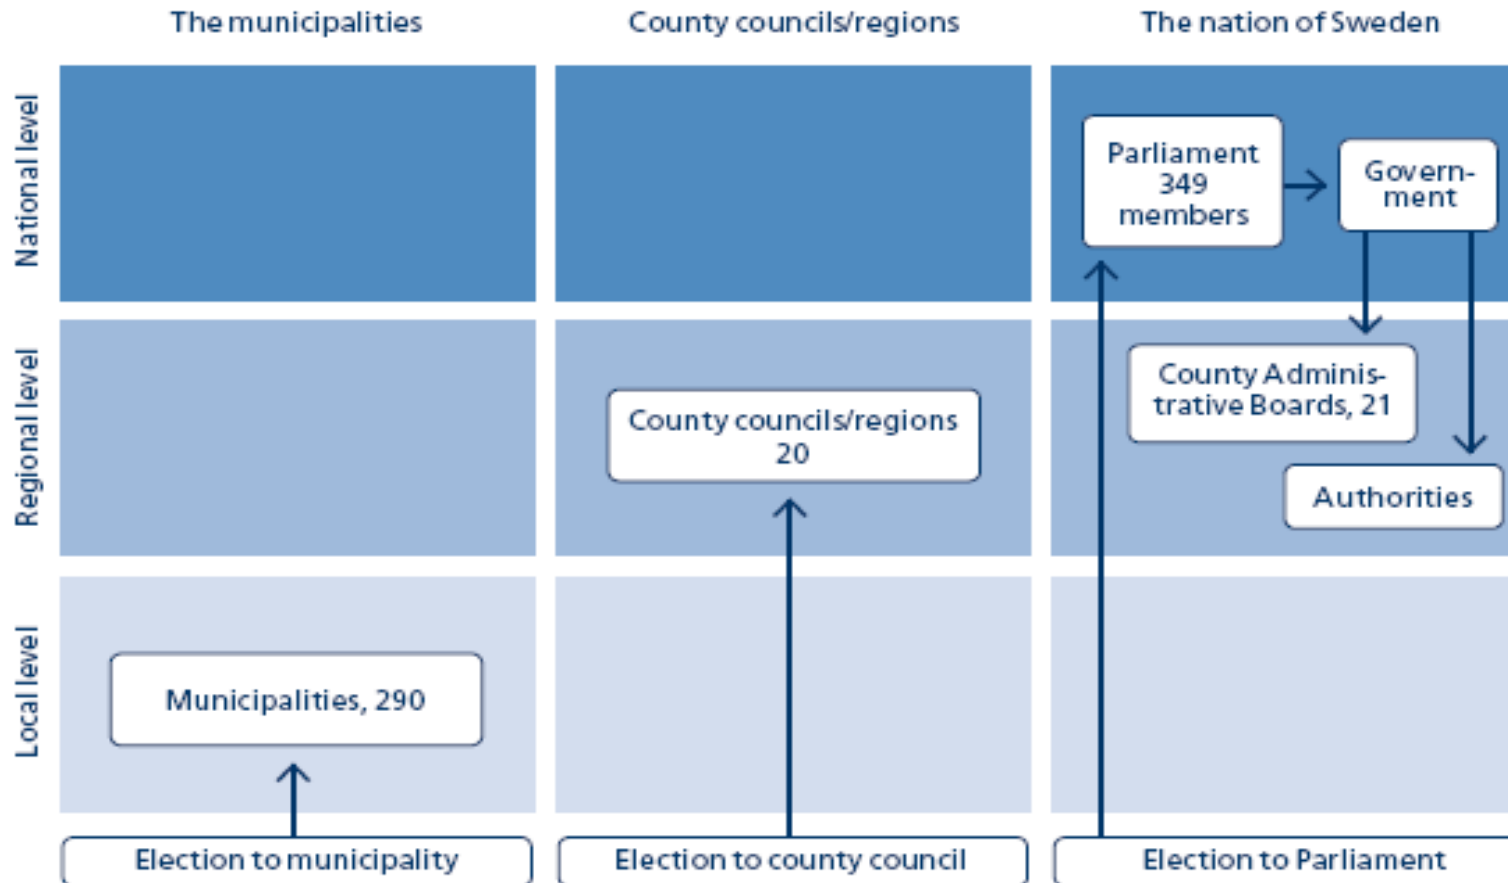 The municipalities
County councils/regions
The nation of Sweden
National level
Parliament
349
members
Govern-
ment
Regional level
County councils/regions
20
County Adminis-
trative Boards, 21
Authorities
Local level
Municipalities, 290
Election to municipality
Election to county council
Election to Parliament